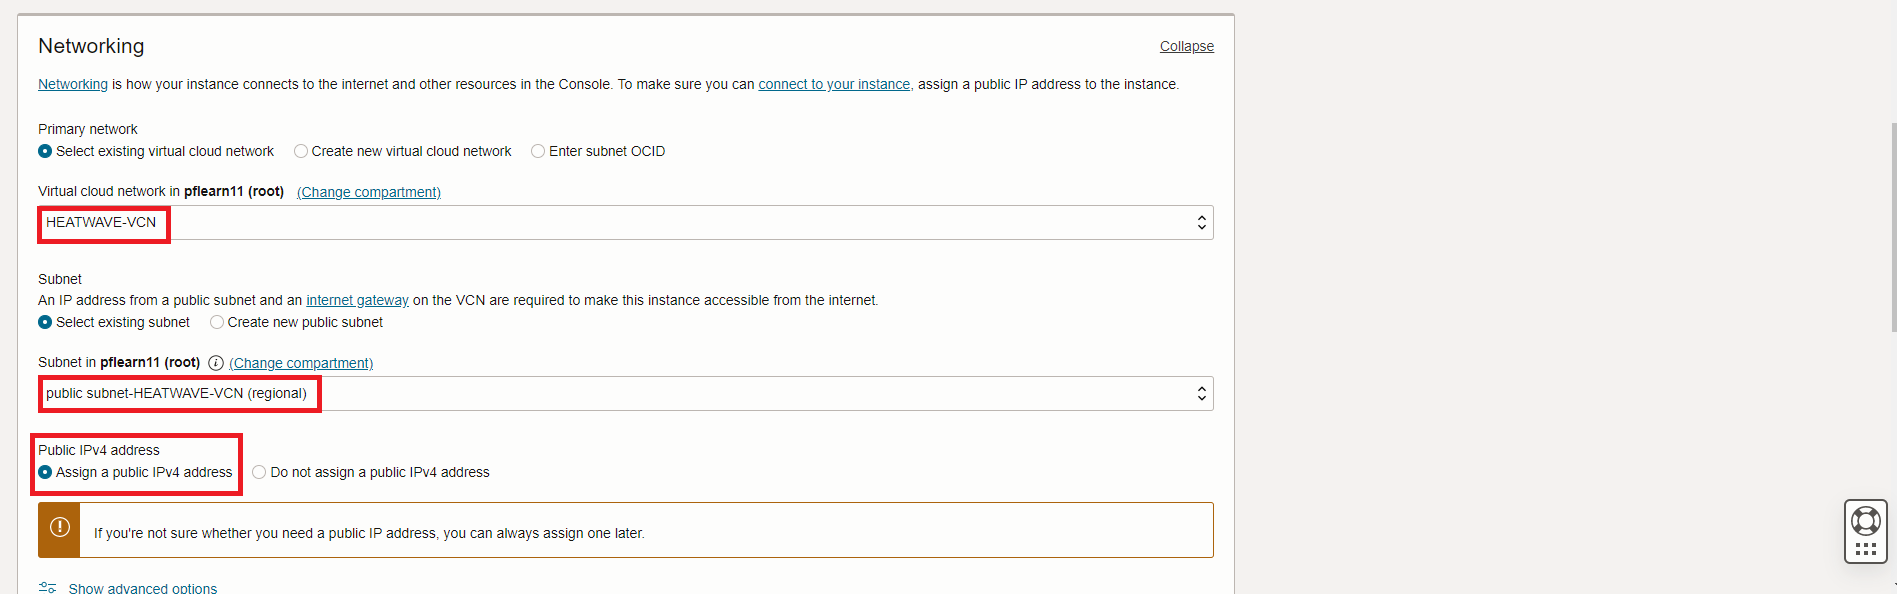 Networking
Collapse
Networking is how your instance connects to the internet and other resources in the Console. To make sure you can connect to your instance, assign a public IP address to the instance.
Primary network
Select existing virtual cloud network Create new virtual cloud network Enter subnet OCID
Virtual cloud network in pflearn11 (root) (Change compartment)
HEATWAVE-VCN
Subnet
An IP address from a public subnet and an internet gateway on the VCN are required to make this instance accessible from the internet.
Select existing subnet Create new public subnet
Subnet in pflearn11 (root) (Change compartment)
public subnet-HEATWAVE-VCN (regional)
Public IPv4 address
Assign a public IPv4 address Do not assign a public IPv4 address
If you're not sure whether you need a public IP address, you can always assign one later.
Show advanced options